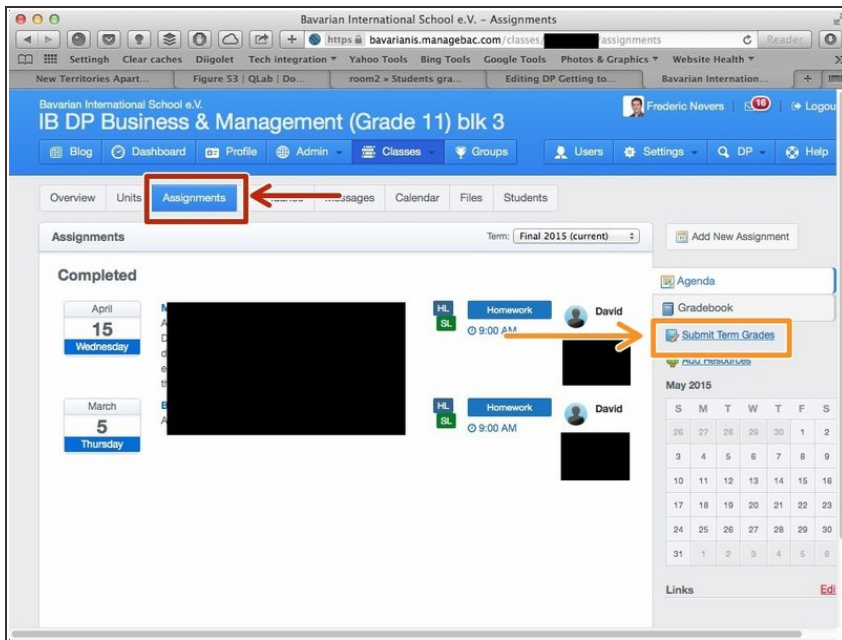 Bavarian International School e.V. – Assignments
https bavarianis.managebac.com/classes/ /assignments
Reader
Settingh Clear caches Diigolet Tech integration Yahoo Tools Bing Tools Google Tools Photos & Graphics Website Health
New Territories Apart... Figure 53 | QLab | Do... room2 » Students gra... Editing DP Getting to... Bavarian Internation...
Bavarian International School e.V.
IB DP Business & Management (Grade 11) blk 3
Frederic Nevers 16 Logou
Blog Dashboard Profile Admin Classes Groups Users Settings DP Help
Overview Units Assignments Messages Calendar Files Students
Assignments Term: Final 2015 (current)
Add New Assignment
Completed
Agenda
Gradebook
Submit Term Grades
Add Resources
April
15
Wednesday
HL
SL
Homework
9:00 AM
David
March
5
Thursday
HL
SL
Homework
9:00 AM
David
May 2015
S M T W T F S
26 27 28 29 30 1 2
3 4 5 6 7 8 9
10 11 12 13 14 15 16
17 18 19 20 21 22 23
24 25 26 27 28 29 30
31 1 2 3 4 5 6
Links Edi